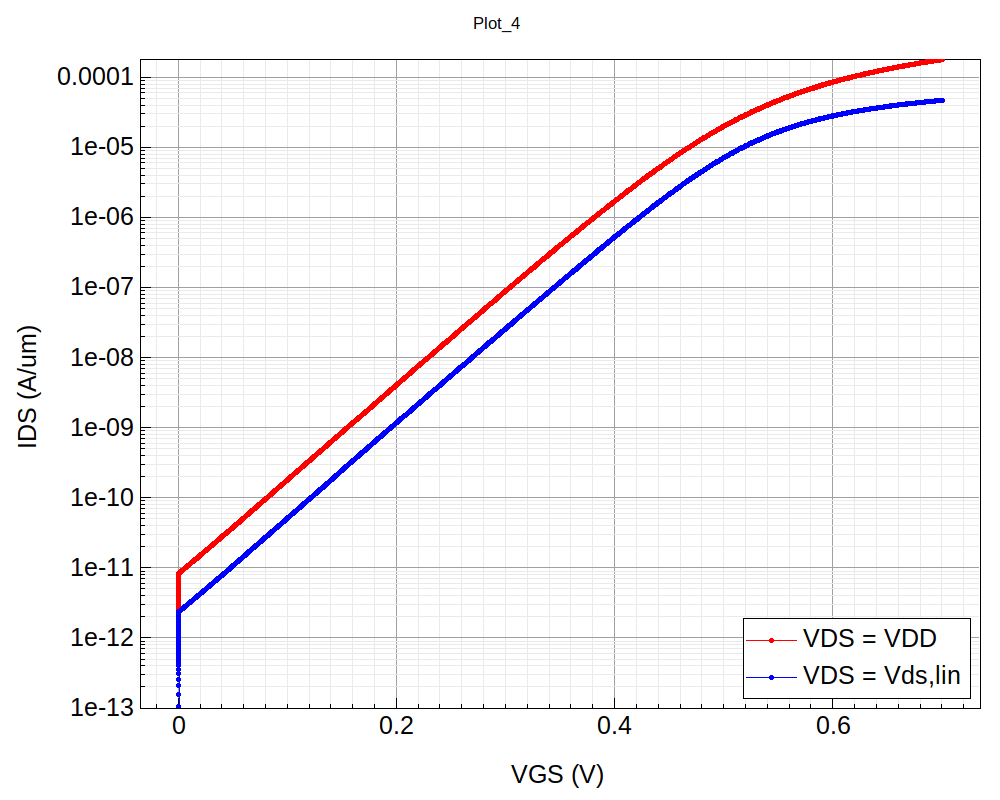 Plot_4
0.0001
1e-05
1e-06
1e-07
1e-08
1e-09
1e-10
1e-11
1e-12
1e-13
IDS (A/um)
VDS = VDD
VDS = Vds,lin
0 0.2 0.4 0.6
VGS (V)